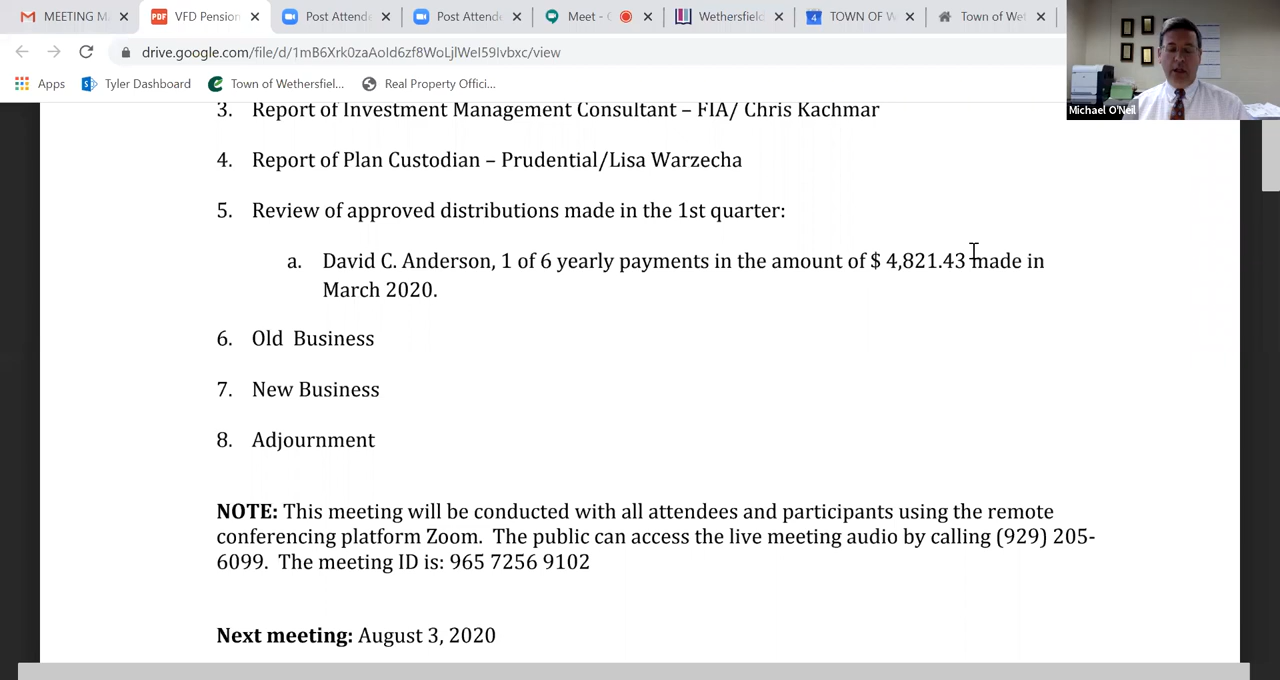 MEETING M
VFD Pension
Post Attende
Post Attende
Meet - 
Wethersfield
TOWN OF W
Town of Wet
drive.google.com/file/d/1mB6Xrk0zaAoId6zf8WoLjlWeI59Ivbxc/view
Apps
Tyler Dashboard
Town of Wethersfiel...
Real Property Offici...
Michael O'Neil
3. Report of Investment Management Consultant – FIA/ Chris Kachmar
4. Report of Plan Custodian – Prudential/Lisa Warzecha
5. Review of approved distributions made in the 1st quarter:
a. David C. Anderson, 1 of 6 yearly payments in the amount of $ 4,821.43 made in
March 2020.
6. Old Business
7. New Business
8. Adjournment
NOTE: This meeting will be conducted with all attendees and participants using the remote
conferencing platform Zoom. The public can access the live meeting audio by calling (929) 205-
6099. The meeting ID is: 965 7256 9102
Next meeting: August 3, 2020